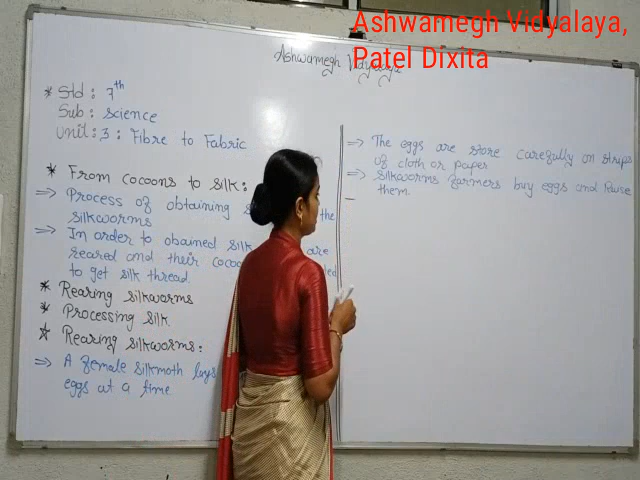 Ashwamegh Vidyalaya,
Patel Dixita
Ashwamegh Vidyalaya
* Std : 7th
Sub : Science
Unit : 3 : Fibre to Fabric
* From cocoons to silk :
⇒ Process of obtaining the
silkworms
⇒ In order to obained silk are
reared and their
to get silk thread.
* Rearing silkworms
* Processing silk
* Rearing silkworms :
⇒ A female silkmoth lays
eggs at a time
⇒ The eggs are store carefully on strips
of cloth or paper
⇒ Silkworms farmers buy eggs and Raise
them.